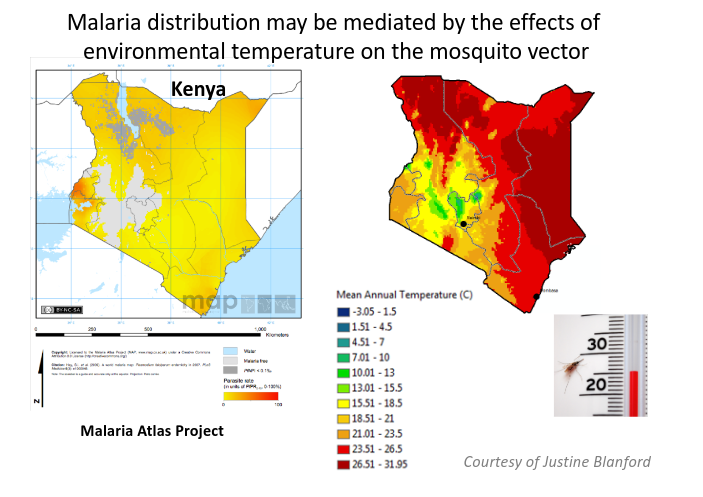 Malaria distribution may be mediated by the effects of
environmental temperature on the mosquito vector
Kenya
map
BY-NC-SA
0 250 500 1,000
Kilometers
Water
Malaria free
Parasite rate
0 100
N
Malaria Atlas Project
Mean Annual Temperature (C)
-3.05 - 1.5
1.51 - 4.5
4.51 - 7
7.01 - 10
10.01 - 13
13.01 - 15.5
15.51 - 18.5
18.51 - 21
21.01 - 23.5
23.51 - 26.5
26.51 - 31.95
30
20
Courtesy of Justine Blanford